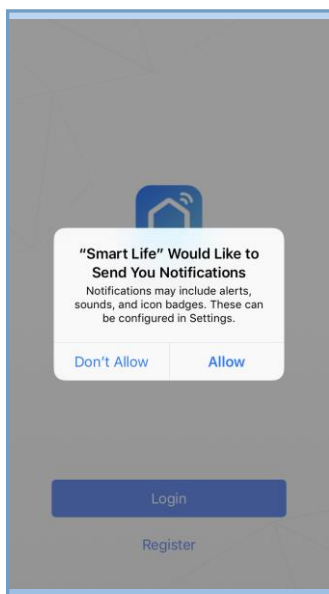 “Smart Life” Would Like to
Send You Notifications
Notifications may include alerts,
sounds, and icon badges. These can
be configured in Settings.
Don't Allow
Allow
Login
Register